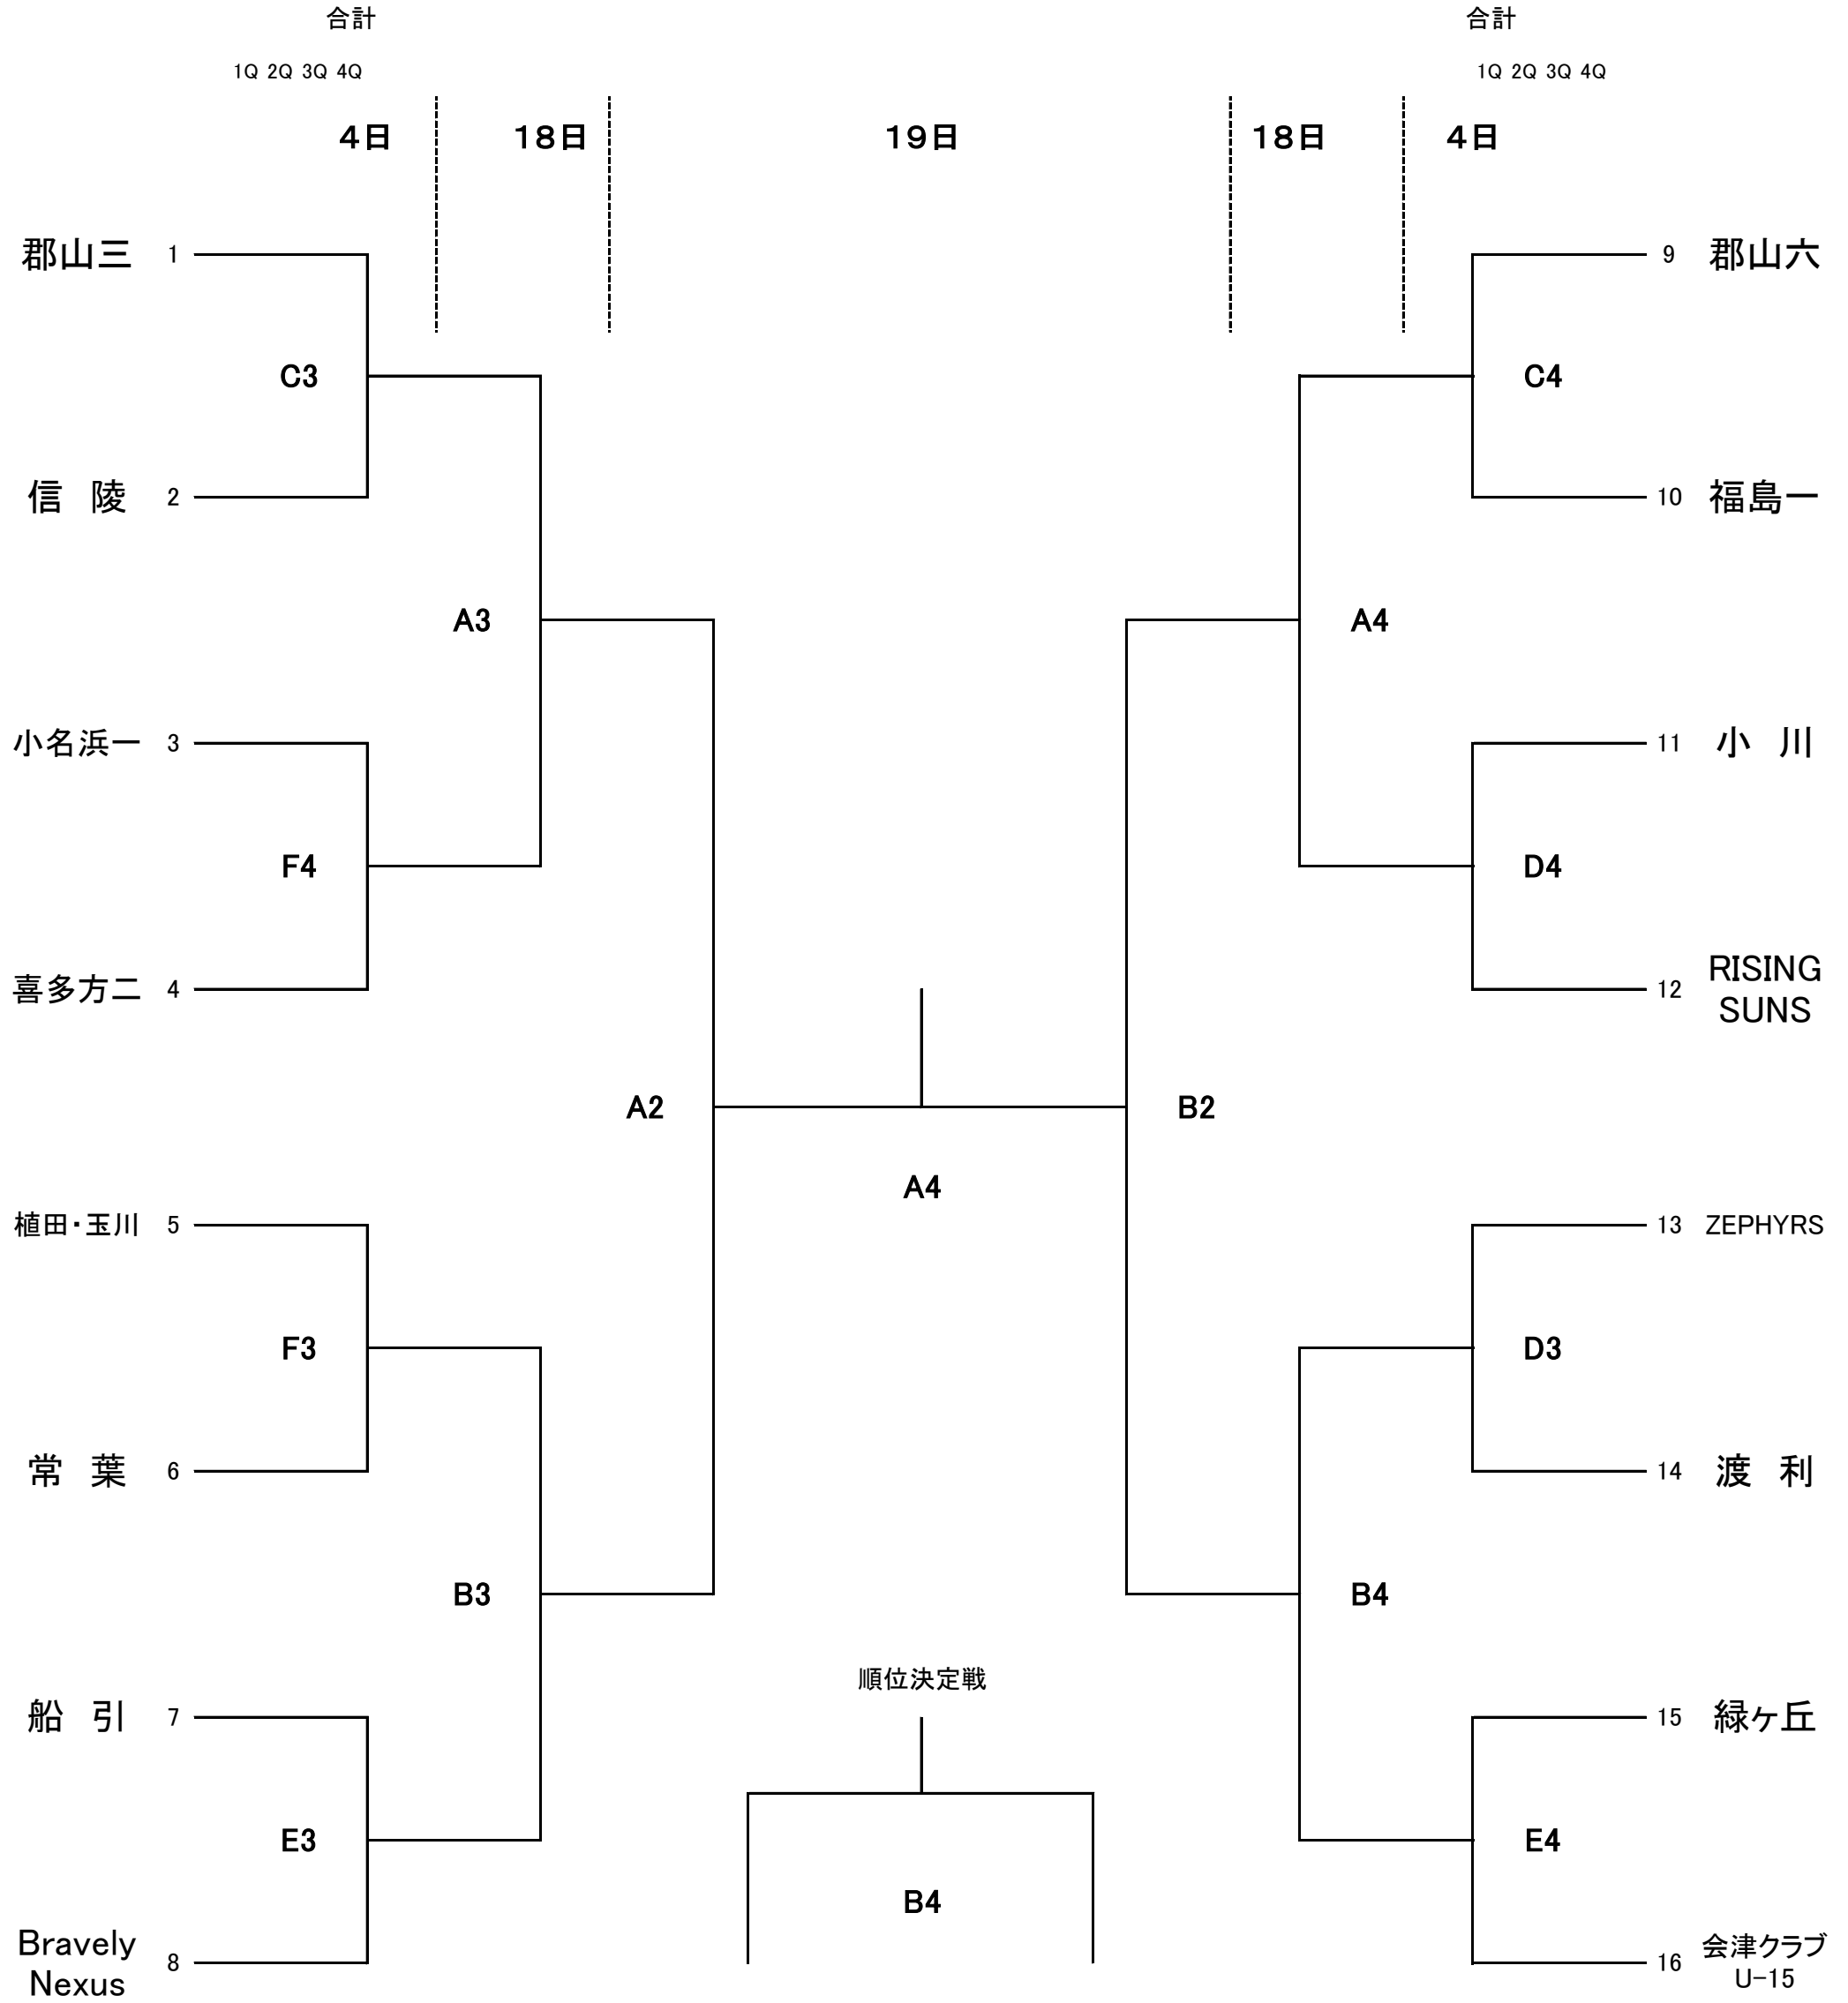 合計 合計
1Q 2Q 3Q 4Q 1Q 2Q 3Q 4Q
4日 18日 19日 18日 4日
郡山三 1 9 郡山六
C3 C4
信 陵 2 10 福島一
A3 A4
小名浜一 3 11 小 川
F4 D4
喜多方二 4 12 RISING
SUNS
A2 B2
A4
植田・玉川 5 13 ZEPHYRS
F3 D3
常 葉 6 14 渡 利
B3 B4
順位決定戦
船 引 7 15 緑ヶ丘
E3 E4
B4
Bravely
Nexus 8 16 会津クラブ
U-15